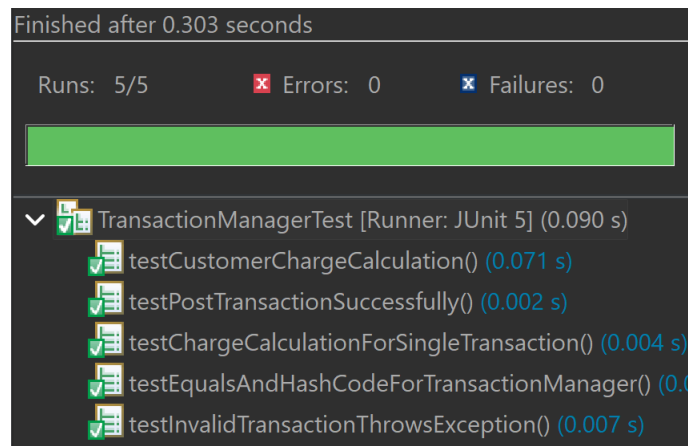 Finished after 0.303 seconds
Runs: 5/5 Errors: 0 Failures: 0
TransactionManagerTest [Runner: JUnit 5] (0.090 s)
testCustomerChargeCalculation() (0.071 s)
testPostTransactionSuccessfully() (0.002 s)
testChargeCalculationForSingleTransaction() (0.004 s)
testEqualsAndHashCodeForTransactionManager()
testInvalidTransactionThrowsException() (0.007 s)